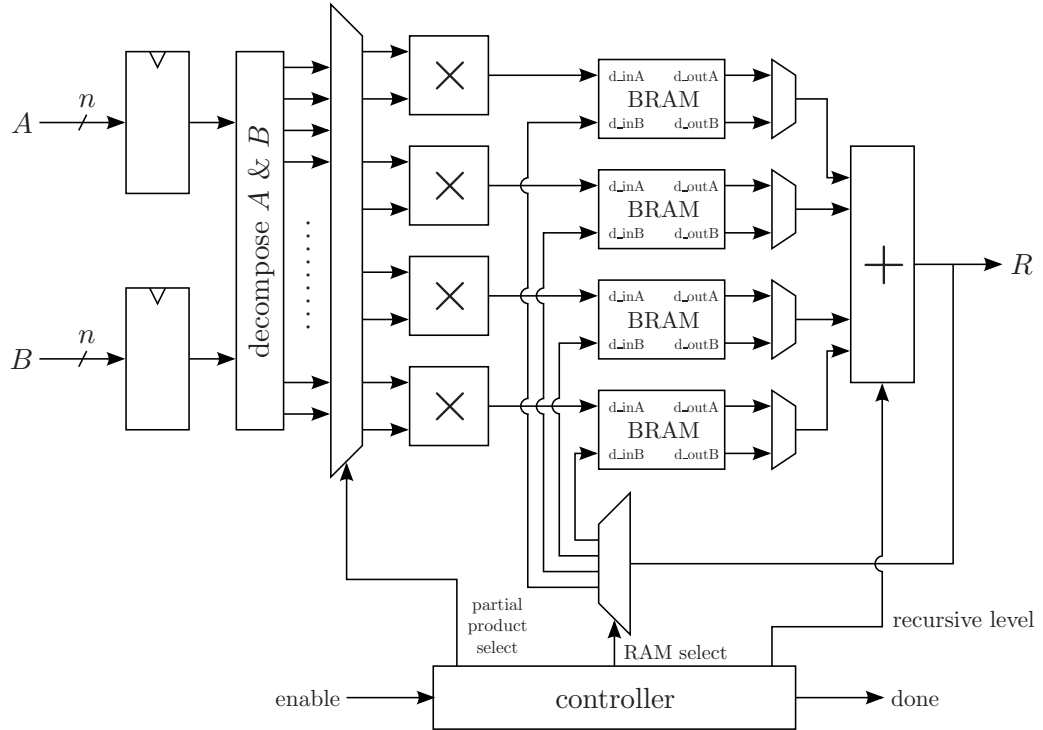 A
n
B
n
decompose A & B
×
×
×
×
d_inA d_outA
BRAM
d_inB d_outB
d_inA d_outA
BRAM
d_inB d_outB
d_inA d_outA
BRAM
d_inB d_outB
d_inA d_outA
BRAM
d_inB d_outB
+
R
partial
product
select
RAM select
recursive level
enable
controller
done